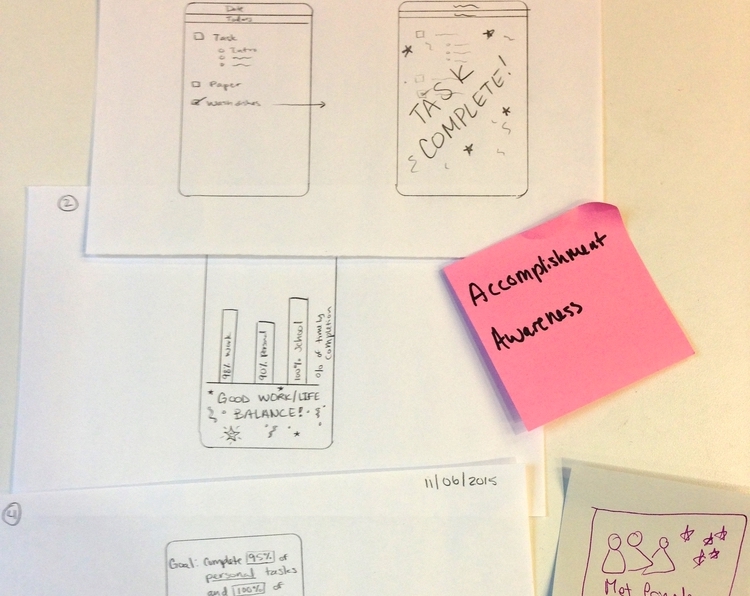 Date
Todos
Task
Intro
Paper
Wash dishes
TASK
COMPLETE!
2
98% Work
90% Personal
100% School
% of timely
completion
GOOD WORK/LIFE
BALANCE!
Accomplishment
Awareness
11/06/2015
4
Goal: Complete 95% of
personal tasks
and 100% of
Met People